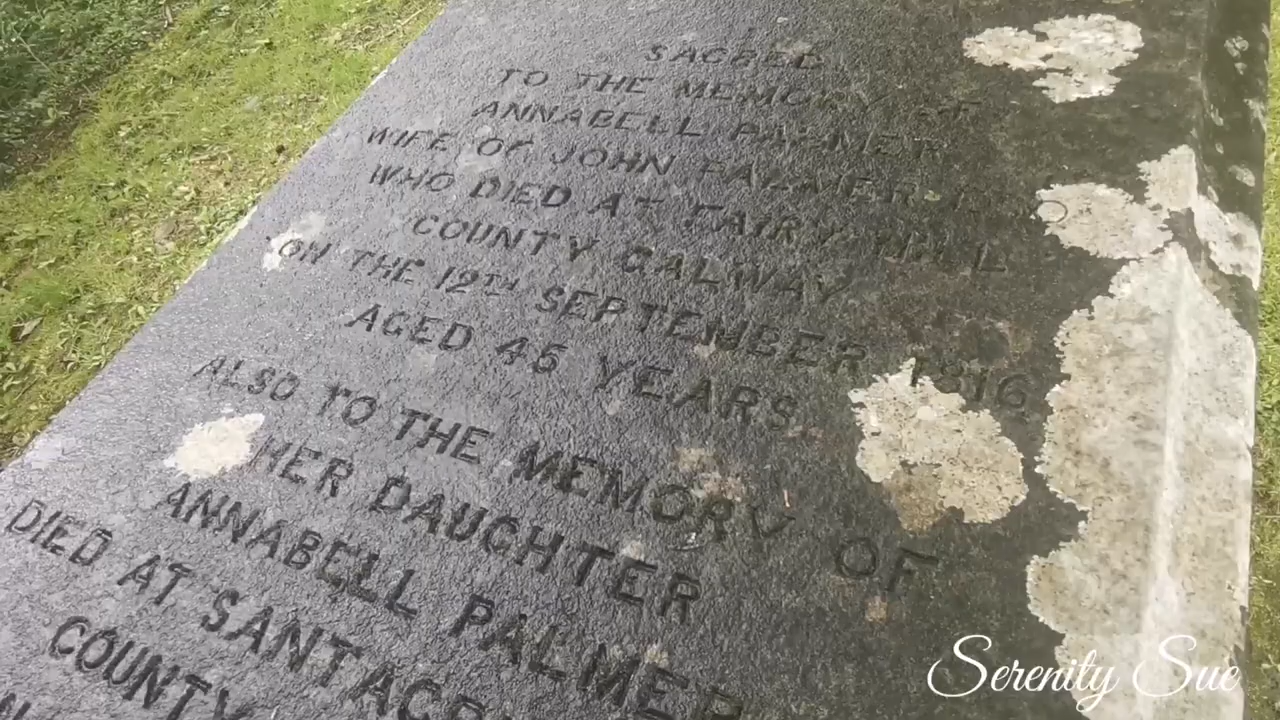 SACRED
TO THE MEMORY OF
ANNABELL PALMER
WIFE OF JOHN PALMER
WHO DIED AT FAIRY HILL
COUNTY GALWAY
ON THE 12TH SEPTEMBER 1816
AGED 45 YEARS
ALSO TO THE MEMORY OF
HER DAUGHTER
ANNABELL PALMER
DIED AT
COUNTY
Serenity Sue